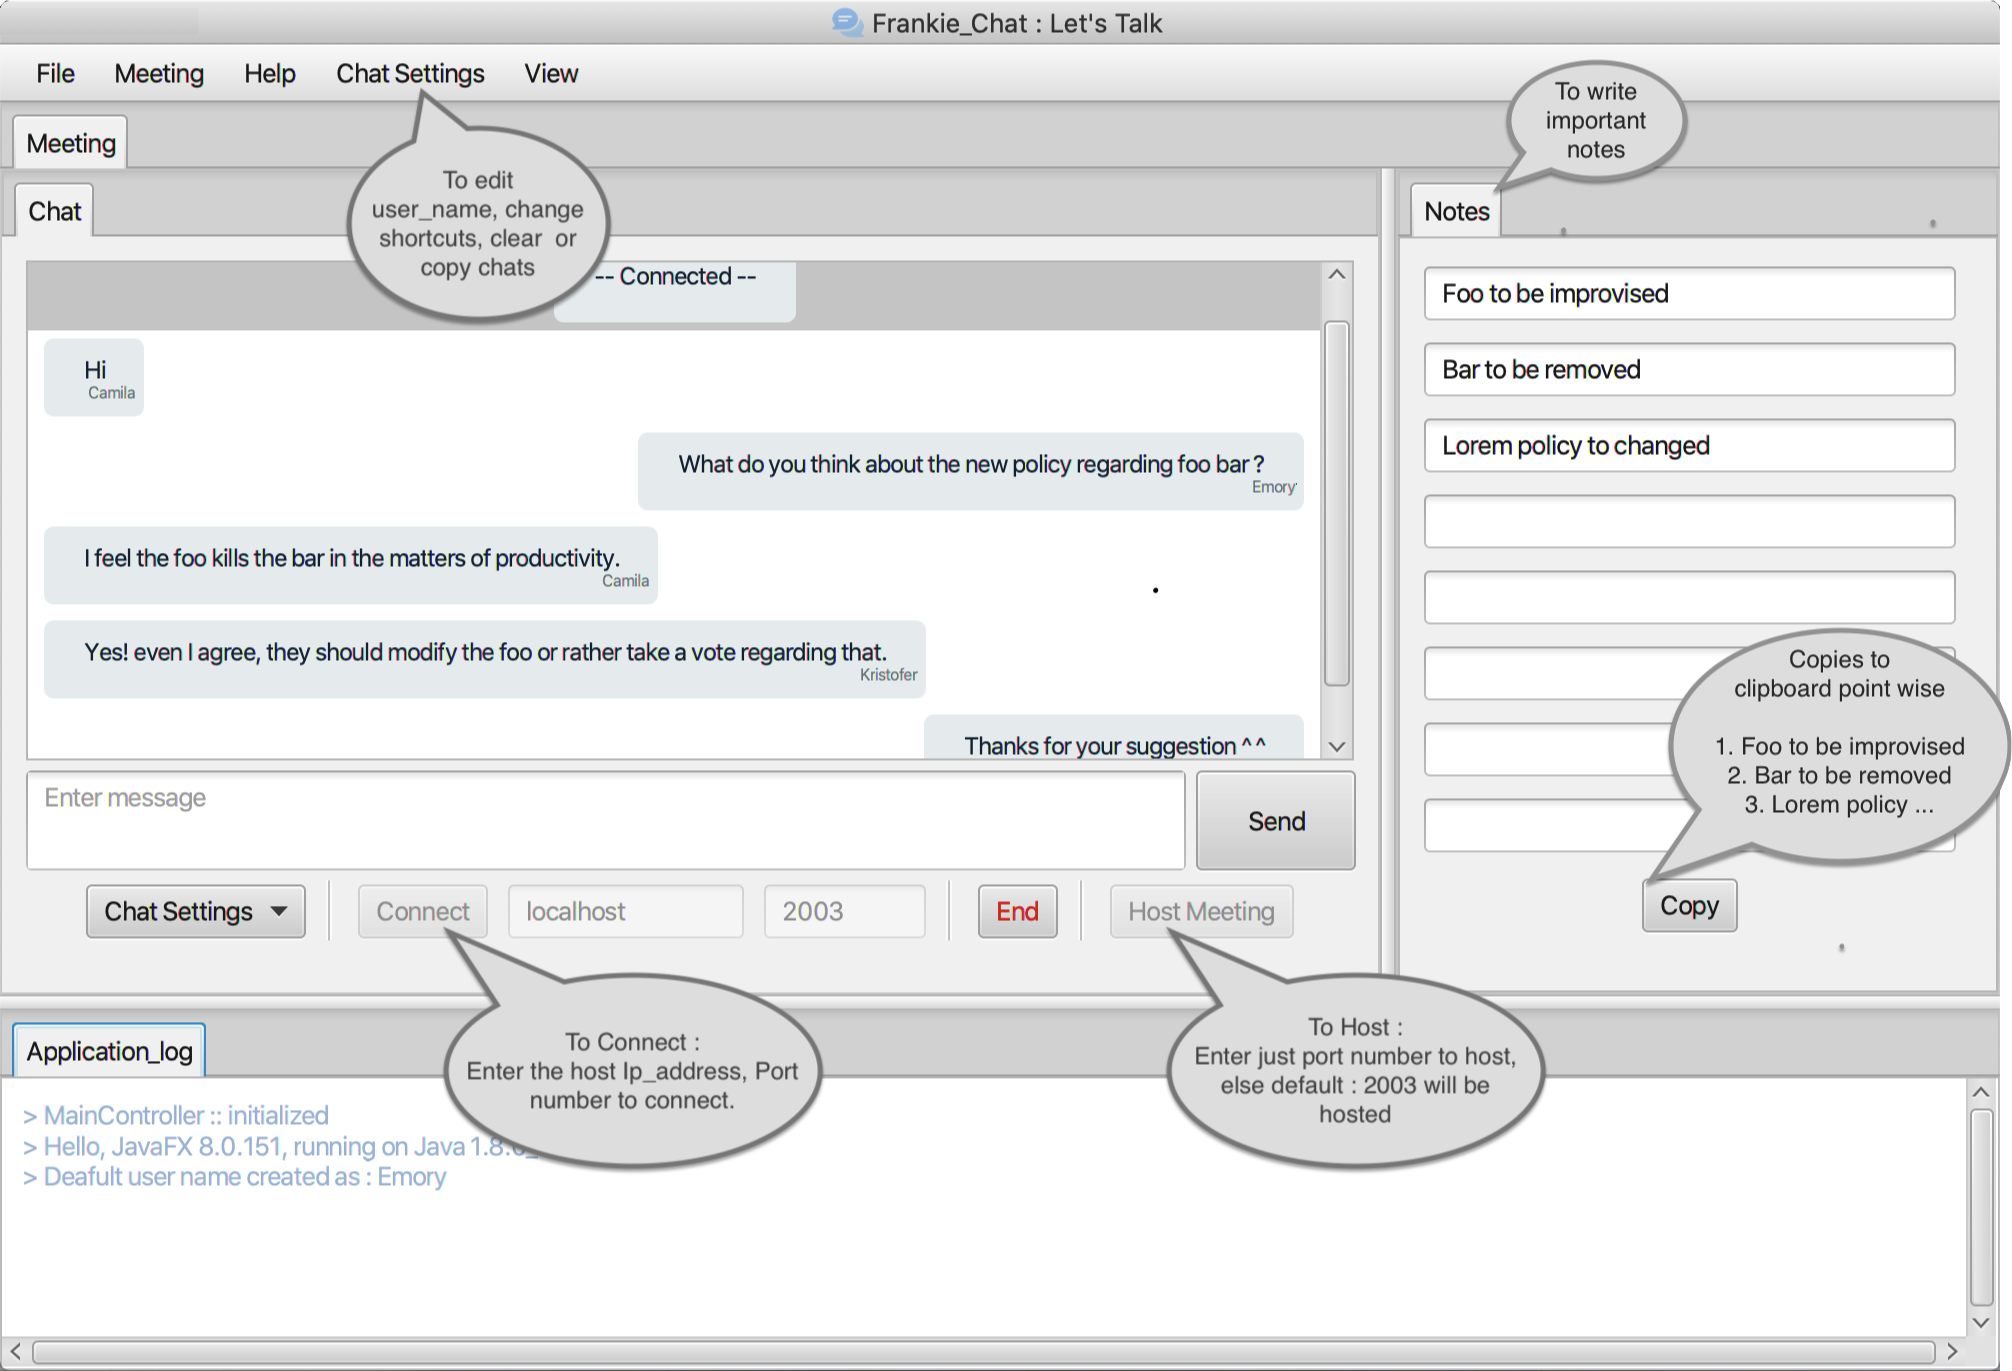 Frankie_Chat : Let's Talk
File Meeting Help Chat Settings View
Meeting
Chat
To edit
user_name, change
shortcuts, clear or
copy chats
-- Connected --
Hi
Camila
What do you think about the new policy regarding foo bar ?
Emory
I feel the foo kills the bar in the matters of productivity.
Camila
Yes! even I agree, they should modify the foo or rather take a vote regarding that.
Kristofer
Thanks for your suggestion ^ ^
Enter message
Send
Chat Settings Connect localhost 2003 End Host Meeting
To Connect :
Enter the host Ip_address, Port
number to connect.
To Host :
Enter just port number to host,
else default : 2003 will be
hosted
To write
important
notes
Notes
Foo to be improvised
Bar to be removed
Lorem policy to changed
Copies to
clipboard point wise
1. Foo to be improvised
2. Bar to be removed
3. Lorem policy ...
Copy
Application_log
> MainController :: initialized
> Hello, JavaFX 8.0.151, running on Java
> Deafult user name created as : Emory